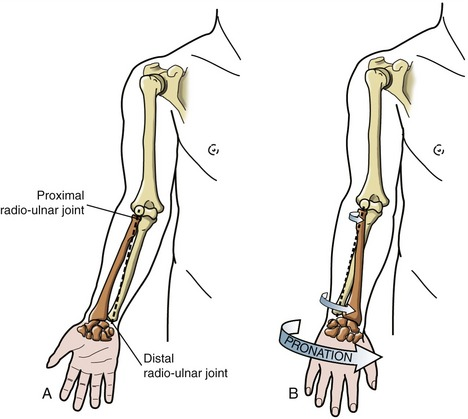 Proximal
radio-ulnar joint
Distal
radio-ulnar joint
A
PRONATION
B